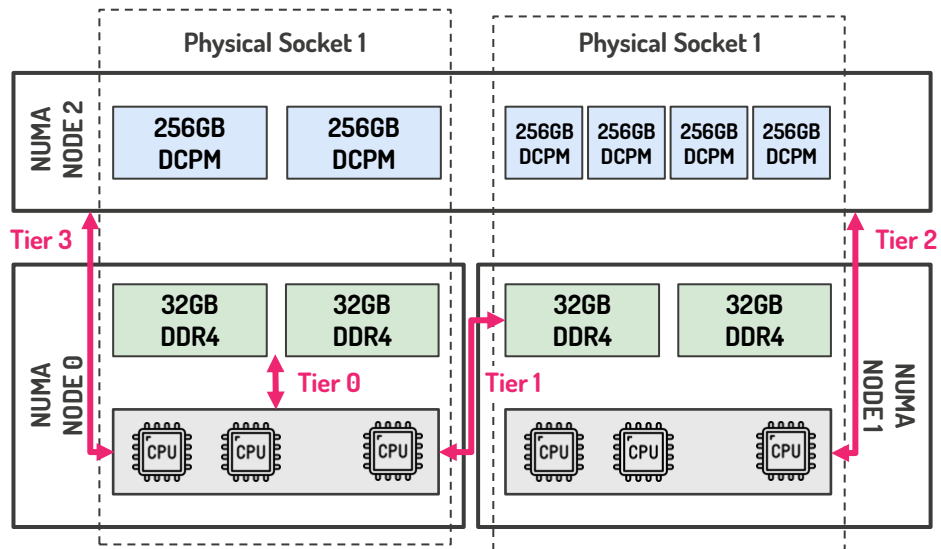 Physical Socket 1
Physical Socket 1
NUMA
NODE 2
256GB
DCPM
256GB
DCPM
256GB
DCPM
256GB
DCPM
256GB
DCPM
256GB
DCPM
Tier 3
Tier 2
NUMA
NODE 0
32GB
DDR4
32GB
DDR4
Tier 0
Tier 1
32GB
DDR4
32GB
DDR4
NUMA
NODE 1
CPU
CPU
CPU
CPU
CPU
CPU